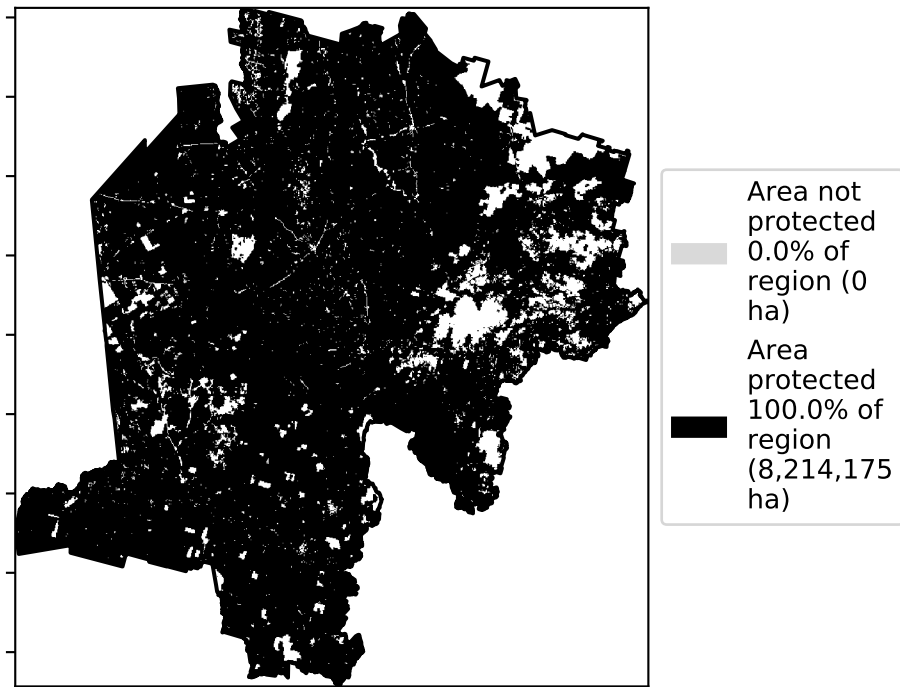 Area not
protected
0.0% of
region (0
ha)
Area
protected
100.0% of
region
(8,214,175
ha)